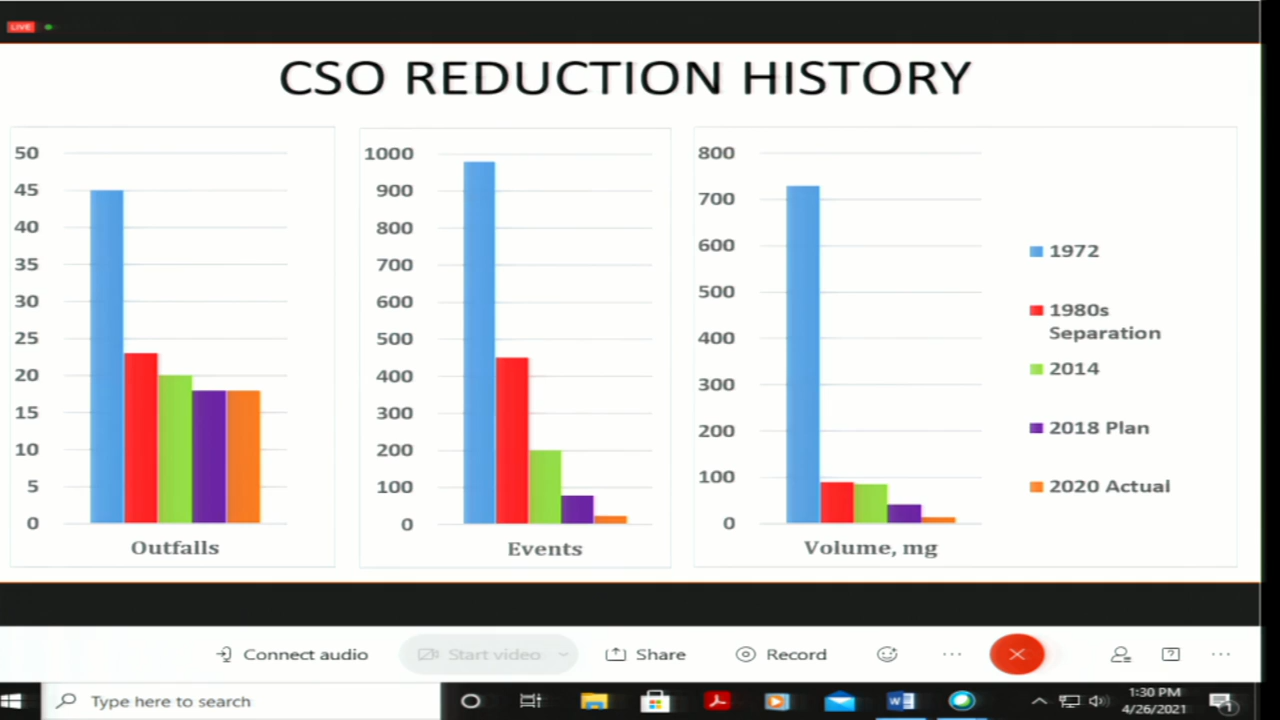 LIVE
CSO REDUCTION HISTORY
50
45
40
35
30
25
20
15
10
5
0
Outfalls
1000
900
800
700
600
500
400
300
200
100
0
Events
800
700
600
500
400
300
200
100
0
Volume, mg
1972
1980s
Separation
2014
2018 Plan
2020 Actual
Connect audio
Start video
Share
Record
Type here to search
1:30 PM
4/26/2021
1